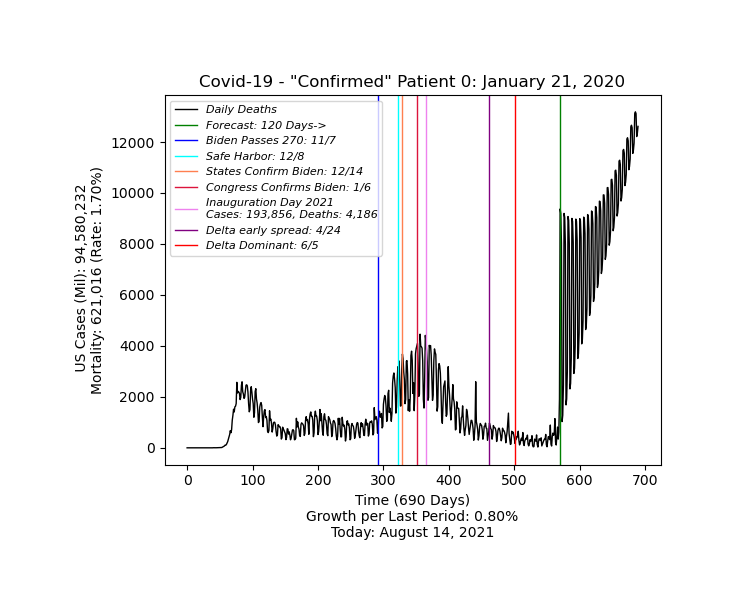 Covid-19 - "Confirmed" Patient 0: January 21, 2020
Daily Deaths
Forecast: 120 Days->
Biden Passes 270: 11/7
Safe Harbor: 12/8
States Confirm Biden: 12/14
Congress Confirms Biden: 1/6
Inauguration Day 2021
Cases: 193,856, Deaths: 4,186
Delta early spread: 4/24
Delta Dominant: 6/5
US Cases (Mil): 94,580,232
Mortality: 621,016 (Rate: 1.70%)
12000
10000
8000
6000
4000
2000
0
0 100 200 300 400 500 600 700
Time (690 Days)
Growth per Last Period: 0.80%
Today: August 14, 2021